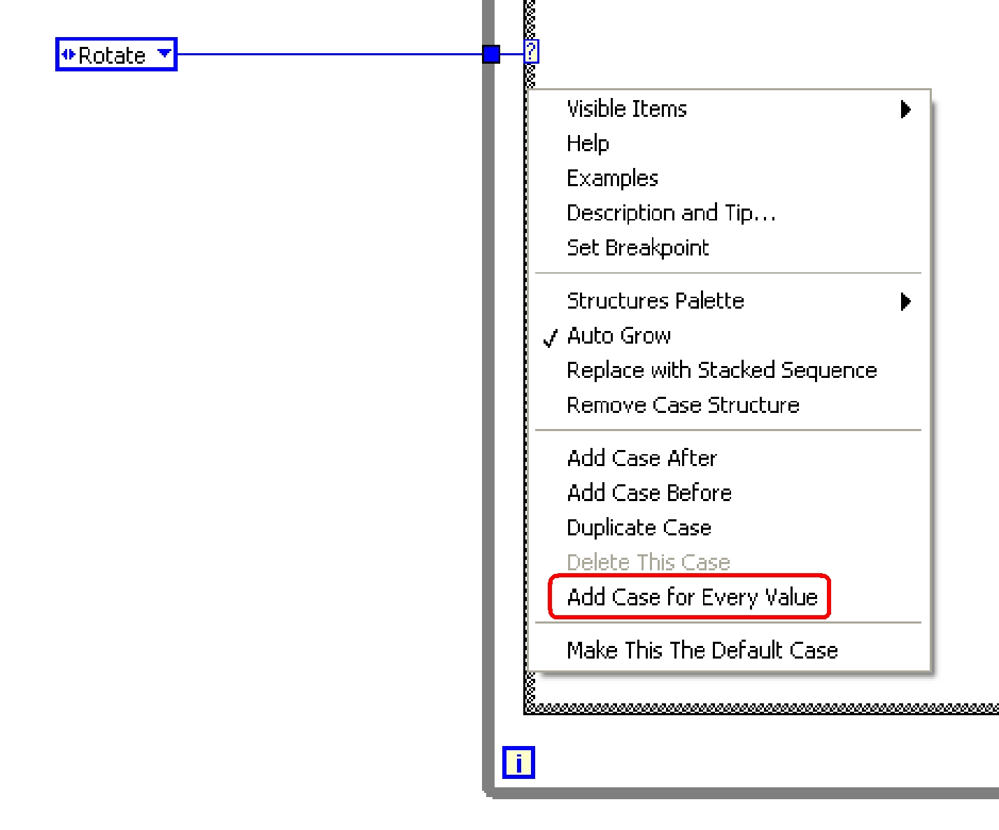 Rotate
?
Visible Items
Help
Examples
Description and Tip...
Set Breakpoint
Structures Palette
Auto Grow
Replace with Stacked Sequence
Remove Case Structure
Add Case After
Add Case Before
Duplicate Case
Delete This Case
Add Case for Every Value
Make This The Default Case
i